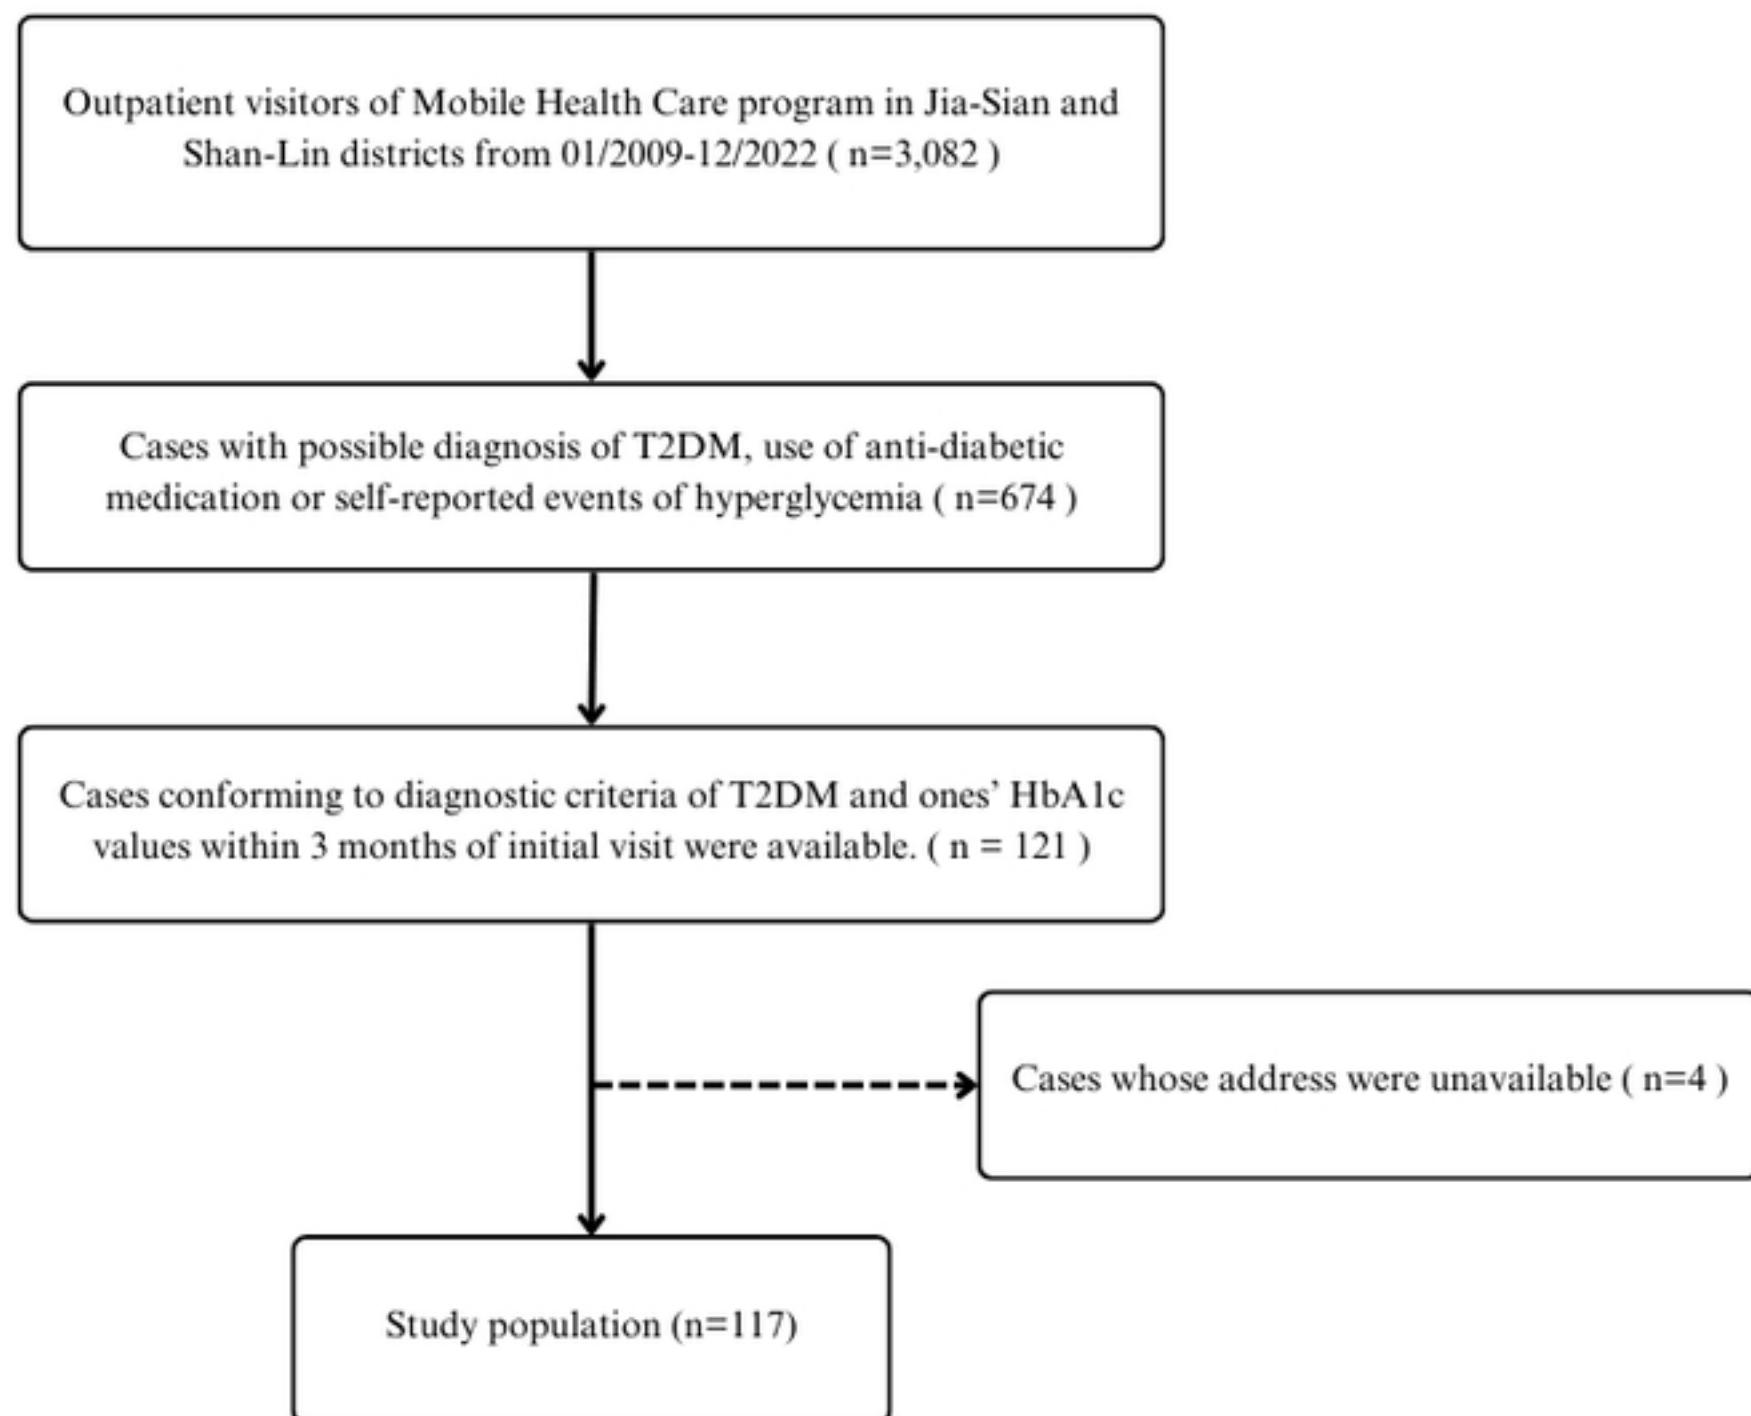 Outpatient visitors of Mobile Health Care program in Jia-Sian and
Shan-Lin districts from 01/2009-12/2022 ( n=3,082 )
Cases with possible diagnosis of T2DM, use of anti-diabetic
medication or self-reported events of hyperglycemia ( n=674 )
Cases conforming to diagnostic criteria of T2DM and ones’ HbA1c
values within 3 months of initial visit were available. ( n = 121 )
Cases whose address were unavailable ( n=4 )
Study population (n=117)